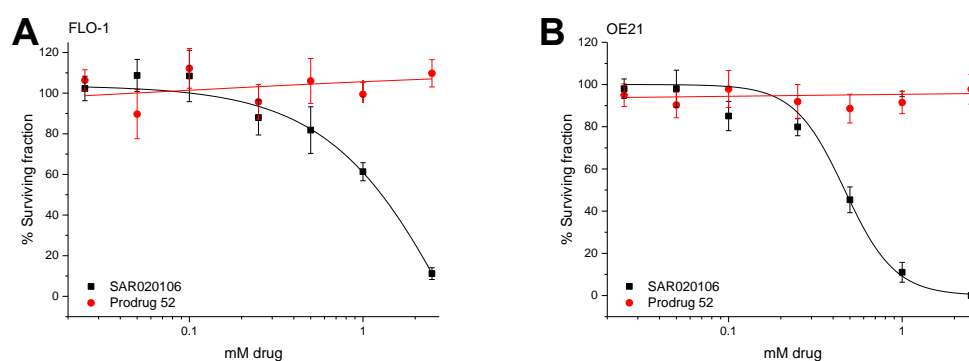 A
FLO-1
120
100
80
60
40
20
0
% Surviving fraction
SAR020106
Prodrug 52
0.1
1
mM drug
B
OE21
120
100
80
60
40
20
0
% Surviving fraction
SAR020106
Prodrug 52
0.1
1
mM drug